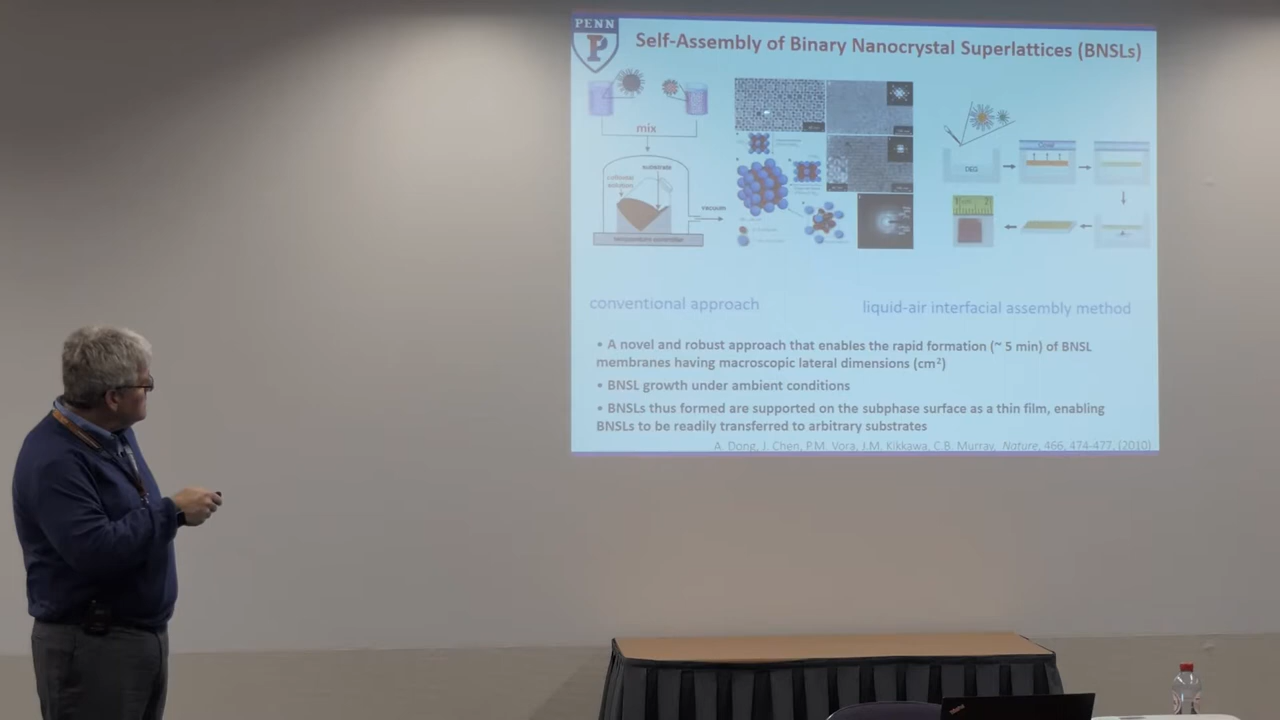 PENN
P
Self-Assembly of Binary Nanocrystal Superlattices (BNSLs)
mix
substrate
solution
vacuum
DEG
conventional approach
liquid-air interfacial assembly method
• A novel and robust approach that enables the rapid formation (~ 5 min) of BNSL
membranes having macroscopic lateral dimensions (cm²)
• BNSL growth under ambient conditions
• BNSLs thus formed are supported on the subphase surface as a thin film, enabling
BNSLs to be readily transferred to arbitrary substrates
A. Dong, J. Chen, P.M. Vora, J.M. Kikkawa, C.B. Murray, Nature, 466, 474-477, (2010)